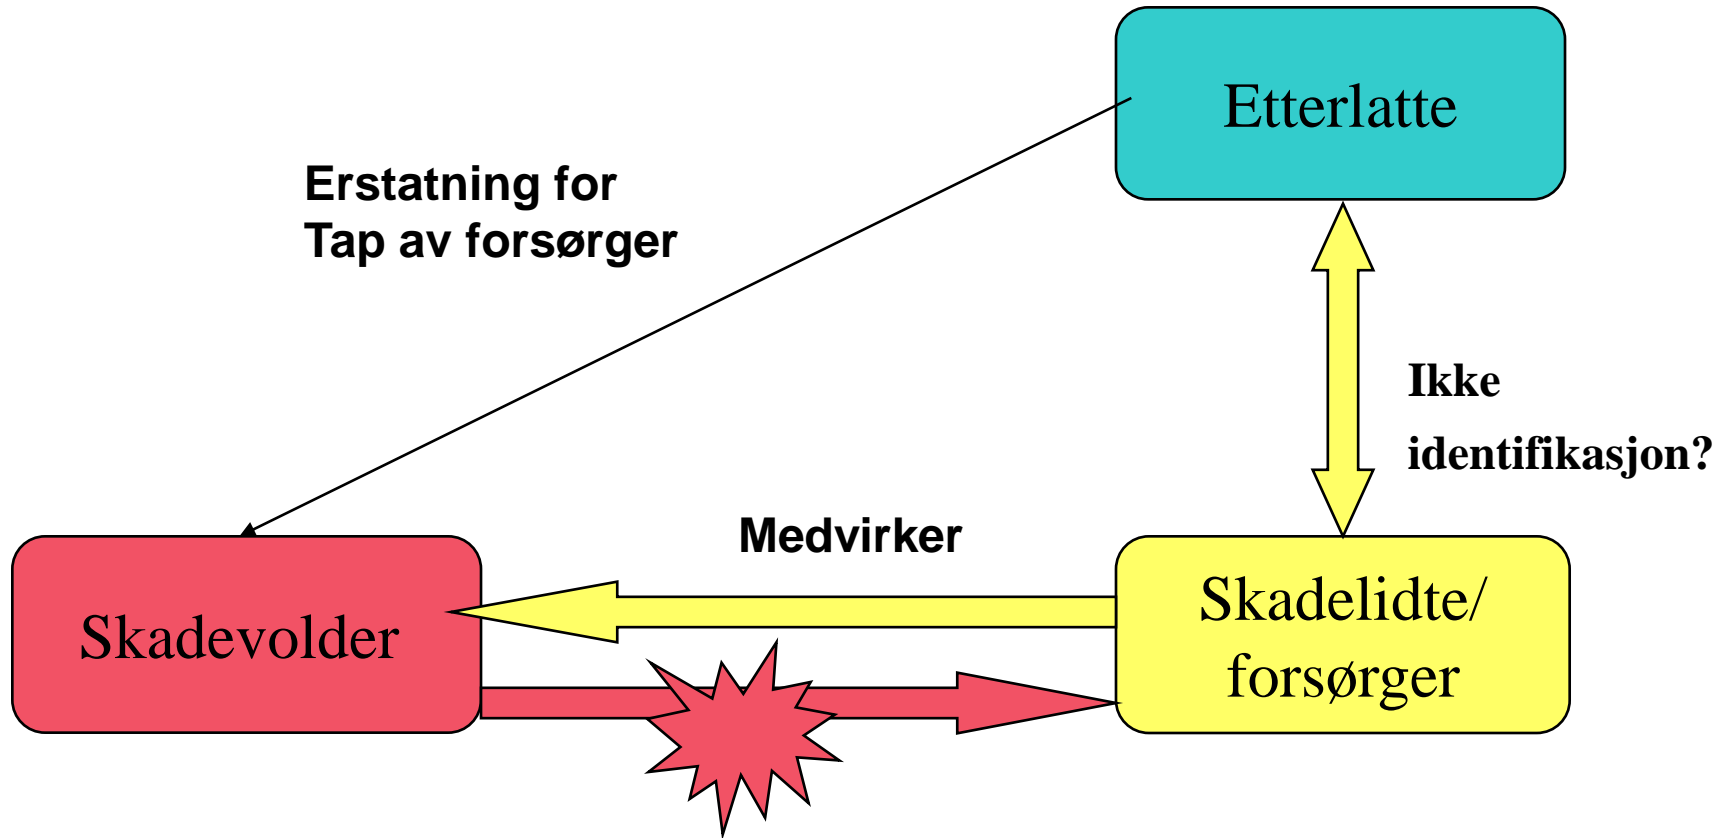 Etterlatte
Erstatning for
Tap av forsørger
Ikke
identifikasjon?
Medvirker
Skadevolder
Skadelidte/
forsørger